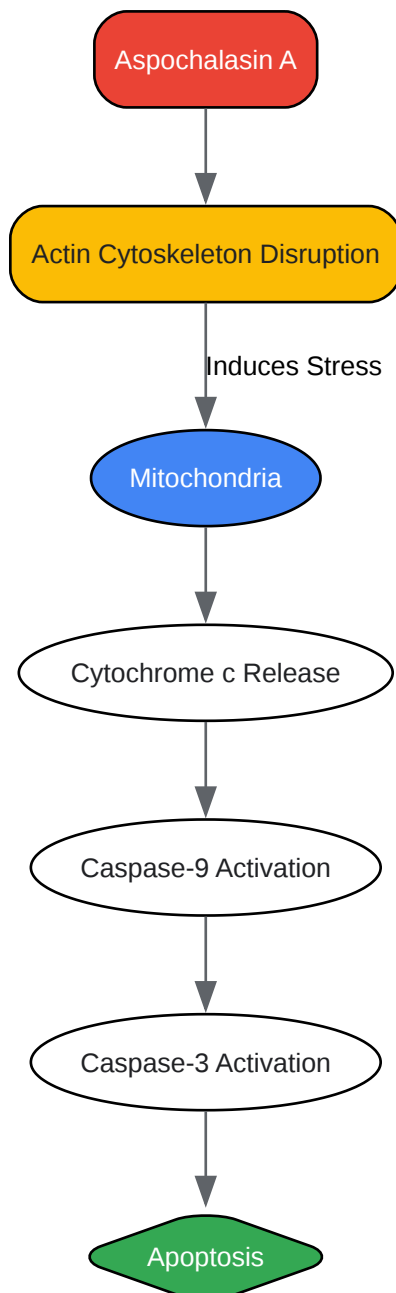 Aspochalasin A
Actin Cytoskeleton Disruption
Induces Stress
Mitochondria
Cytochrome c Release
Caspase-9 Activation
Caspase-3 Activation
Apoptosis